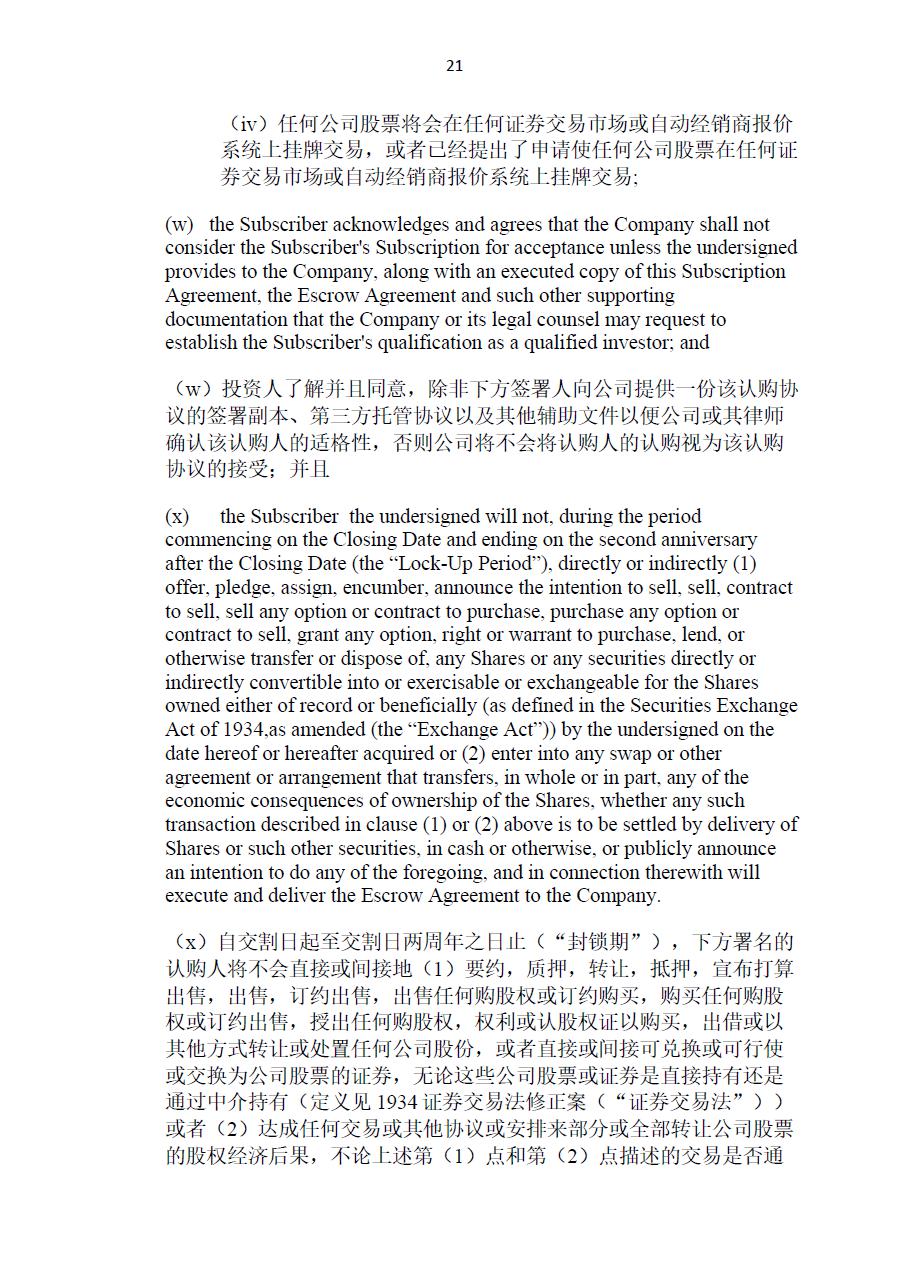 21
（iv）任何公司股票将会在任何证券交易市场或自动经销商报价
系统上挂牌交易，或者已经提出了申请使任何公司股票在任何证
券交易市场或自动经销商报价系统上挂牌交易;
(w) the Subscriber acknowledges and agrees that the Company shall not
consider the Subscriber's Subscription for acceptance unless the undersigned
provides to the Company, along with an executed copy of this Subscription
Agreement, the Escrow Agreement and such other supporting
documentation that the Company or its legal counsel may request to
establish the Subscriber's qualification as a qualified investor; and
（w）投资人了解并且同意，除非下方签署人向公司提供一份该认购协
议的签署副本、第三方托管协议以及其他辅助文件以便公司或其律师
确认该认购人的适格性，否则公司将不会将认购人的认购视为该认购
协议的接受；并且
(x) the Subscriber the undersigned will not, during the period
commencing on the Closing Date and ending on the second anniversary
after the Closing Date (the “Lock-Up Period”), directly or indirectly (1)
offer, pledge, assign, encumber, announce the intention to sell, sell, contract
to sell, sell any option or contract to purchase, purchase any option or
contract to sell, grant any option, right or warrant to purchase, lend, or
otherwise transfer or dispose of, any Shares or any securities directly or
indirectly convertible into or exercisable or exchangeable for the Shares
owned either of record or beneficially (as defined in the Securities Exchange
Act of 1934,as amended (the “Exchange Act”)) by the undersigned on the
date hereof or hereafter acquired or (2) enter into any swap or other
agreement or arrangement that transfers, in whole or in part, any of the
economic consequences of ownership of the Shares, whether any such
transaction described in clause (1) or (2) above is to be settled by delivery of
Shares or such other securities, in cash or otherwise, or publicly announce
an intention to do any of the foregoing, and in connection therewith will
execute and deliver the Escrow Agreement to the Company.
（x）自交割日起至交割日两周年之日止（“封锁期”），下方署名的
认购人将不会直接或间接地（1）要约，质押，转让，抵押，宣布打算
出售，出售，订约出售，出售任何购股权或订约购买，购买任何购股
权或订约出售，授出任何购股权，权利或认股权证以购买，出借或以
其他方式转让或处置任何公司股份，或者直接或间接可兑换或可行使
或交换为公司股票的证券，无论这些公司股票或证券是直接持有还是
通过中介持有（定义见 1934 证券交易法修正案（“证券交易法”））
或者（2）达成任何交易或其他协议或安排来部分或全部转让公司股票
的股权经济后果，不论上述第（1）点和第（2）点描述的交易是否通